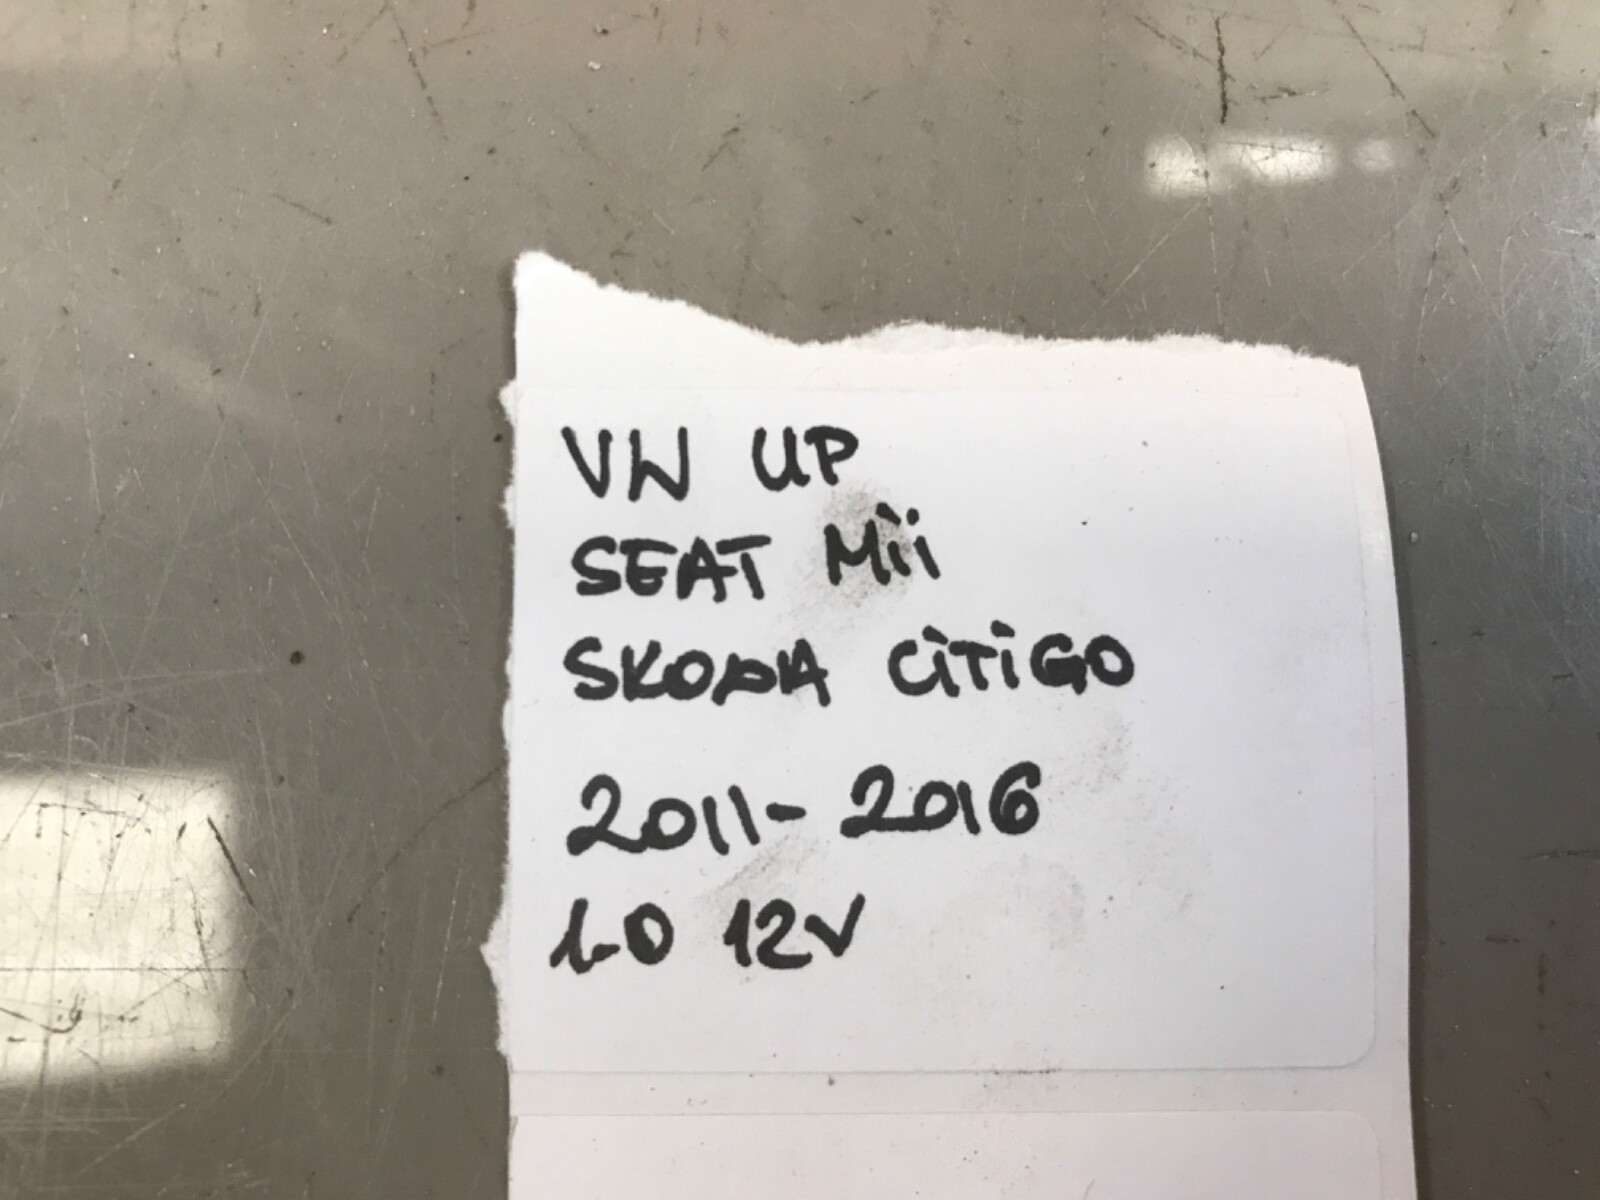 VW UP
SEAT Mii
SKODA CiTiGO
2011-2016
1.0 12V